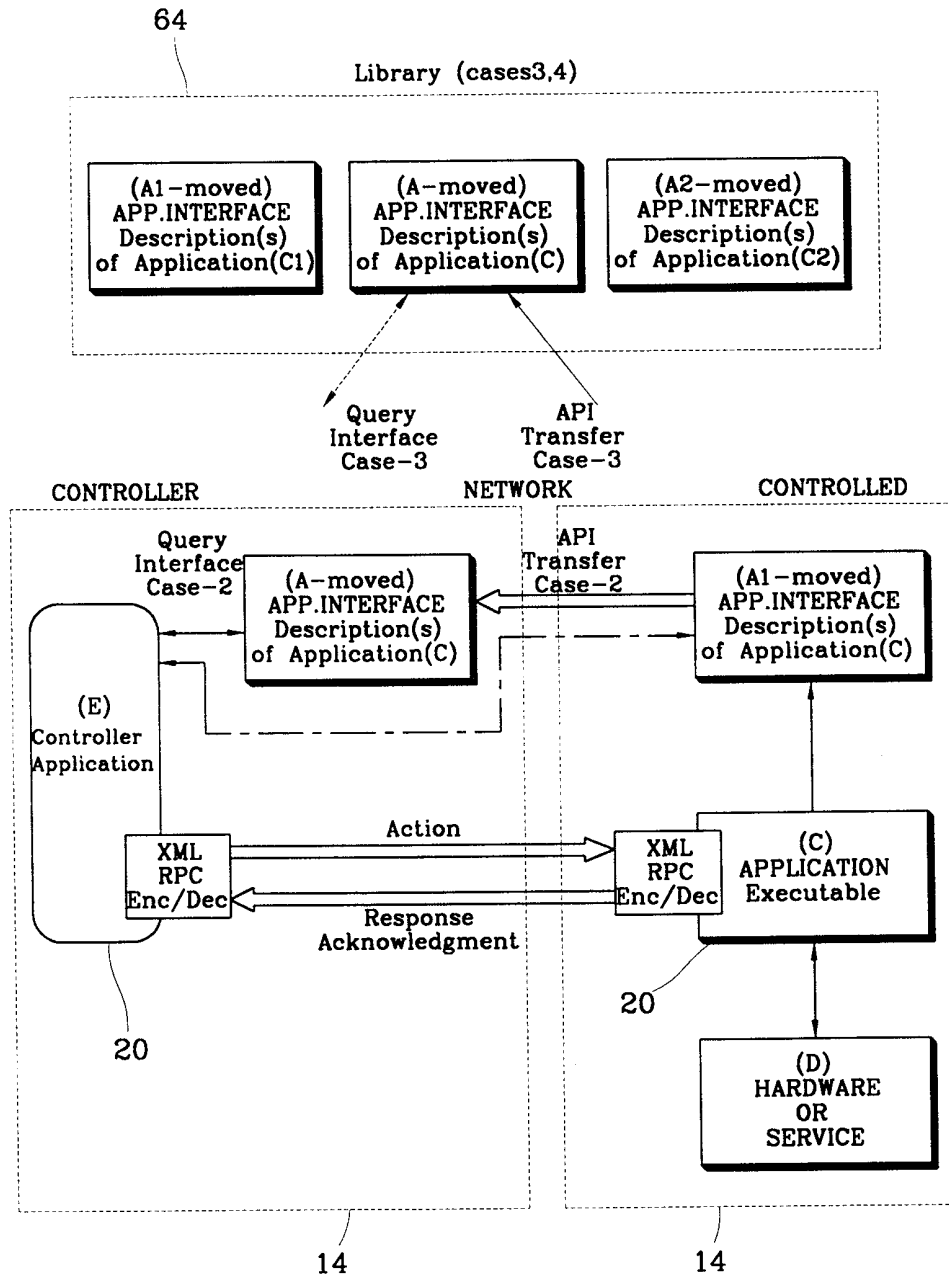 64
Library (cases3,4)
(A1-moved)
APP.INTERFACE
Description(s)
of Application(C1)
(A-moved)
APP.INTERFACE
Description(s)
of Application(C)
(A2-moved)
APP.INTERFACE
Description(s)
of Application(C2)
Query
Interface
Case-3
API
Transfer
Case-3
CONTROLLER
NETWORK
CONTROLLED
Query
Interface
Case-2
(A-moved)
APP.INTERFACE
Description(s)
of Application(C)
API
Transfer
Case-2
(A1-moved)
APP.INTERFACE
Description(s)
of Application(C)
(E)
Controller
Application
XML
RPC
Enc/Dec
Action
Response
Acknowledgment
XML
RPC
Enc/Dec
(C)
APPLICATION
Executable
20
20
(D)
HARDWARE
OR
SERVICE
14
14